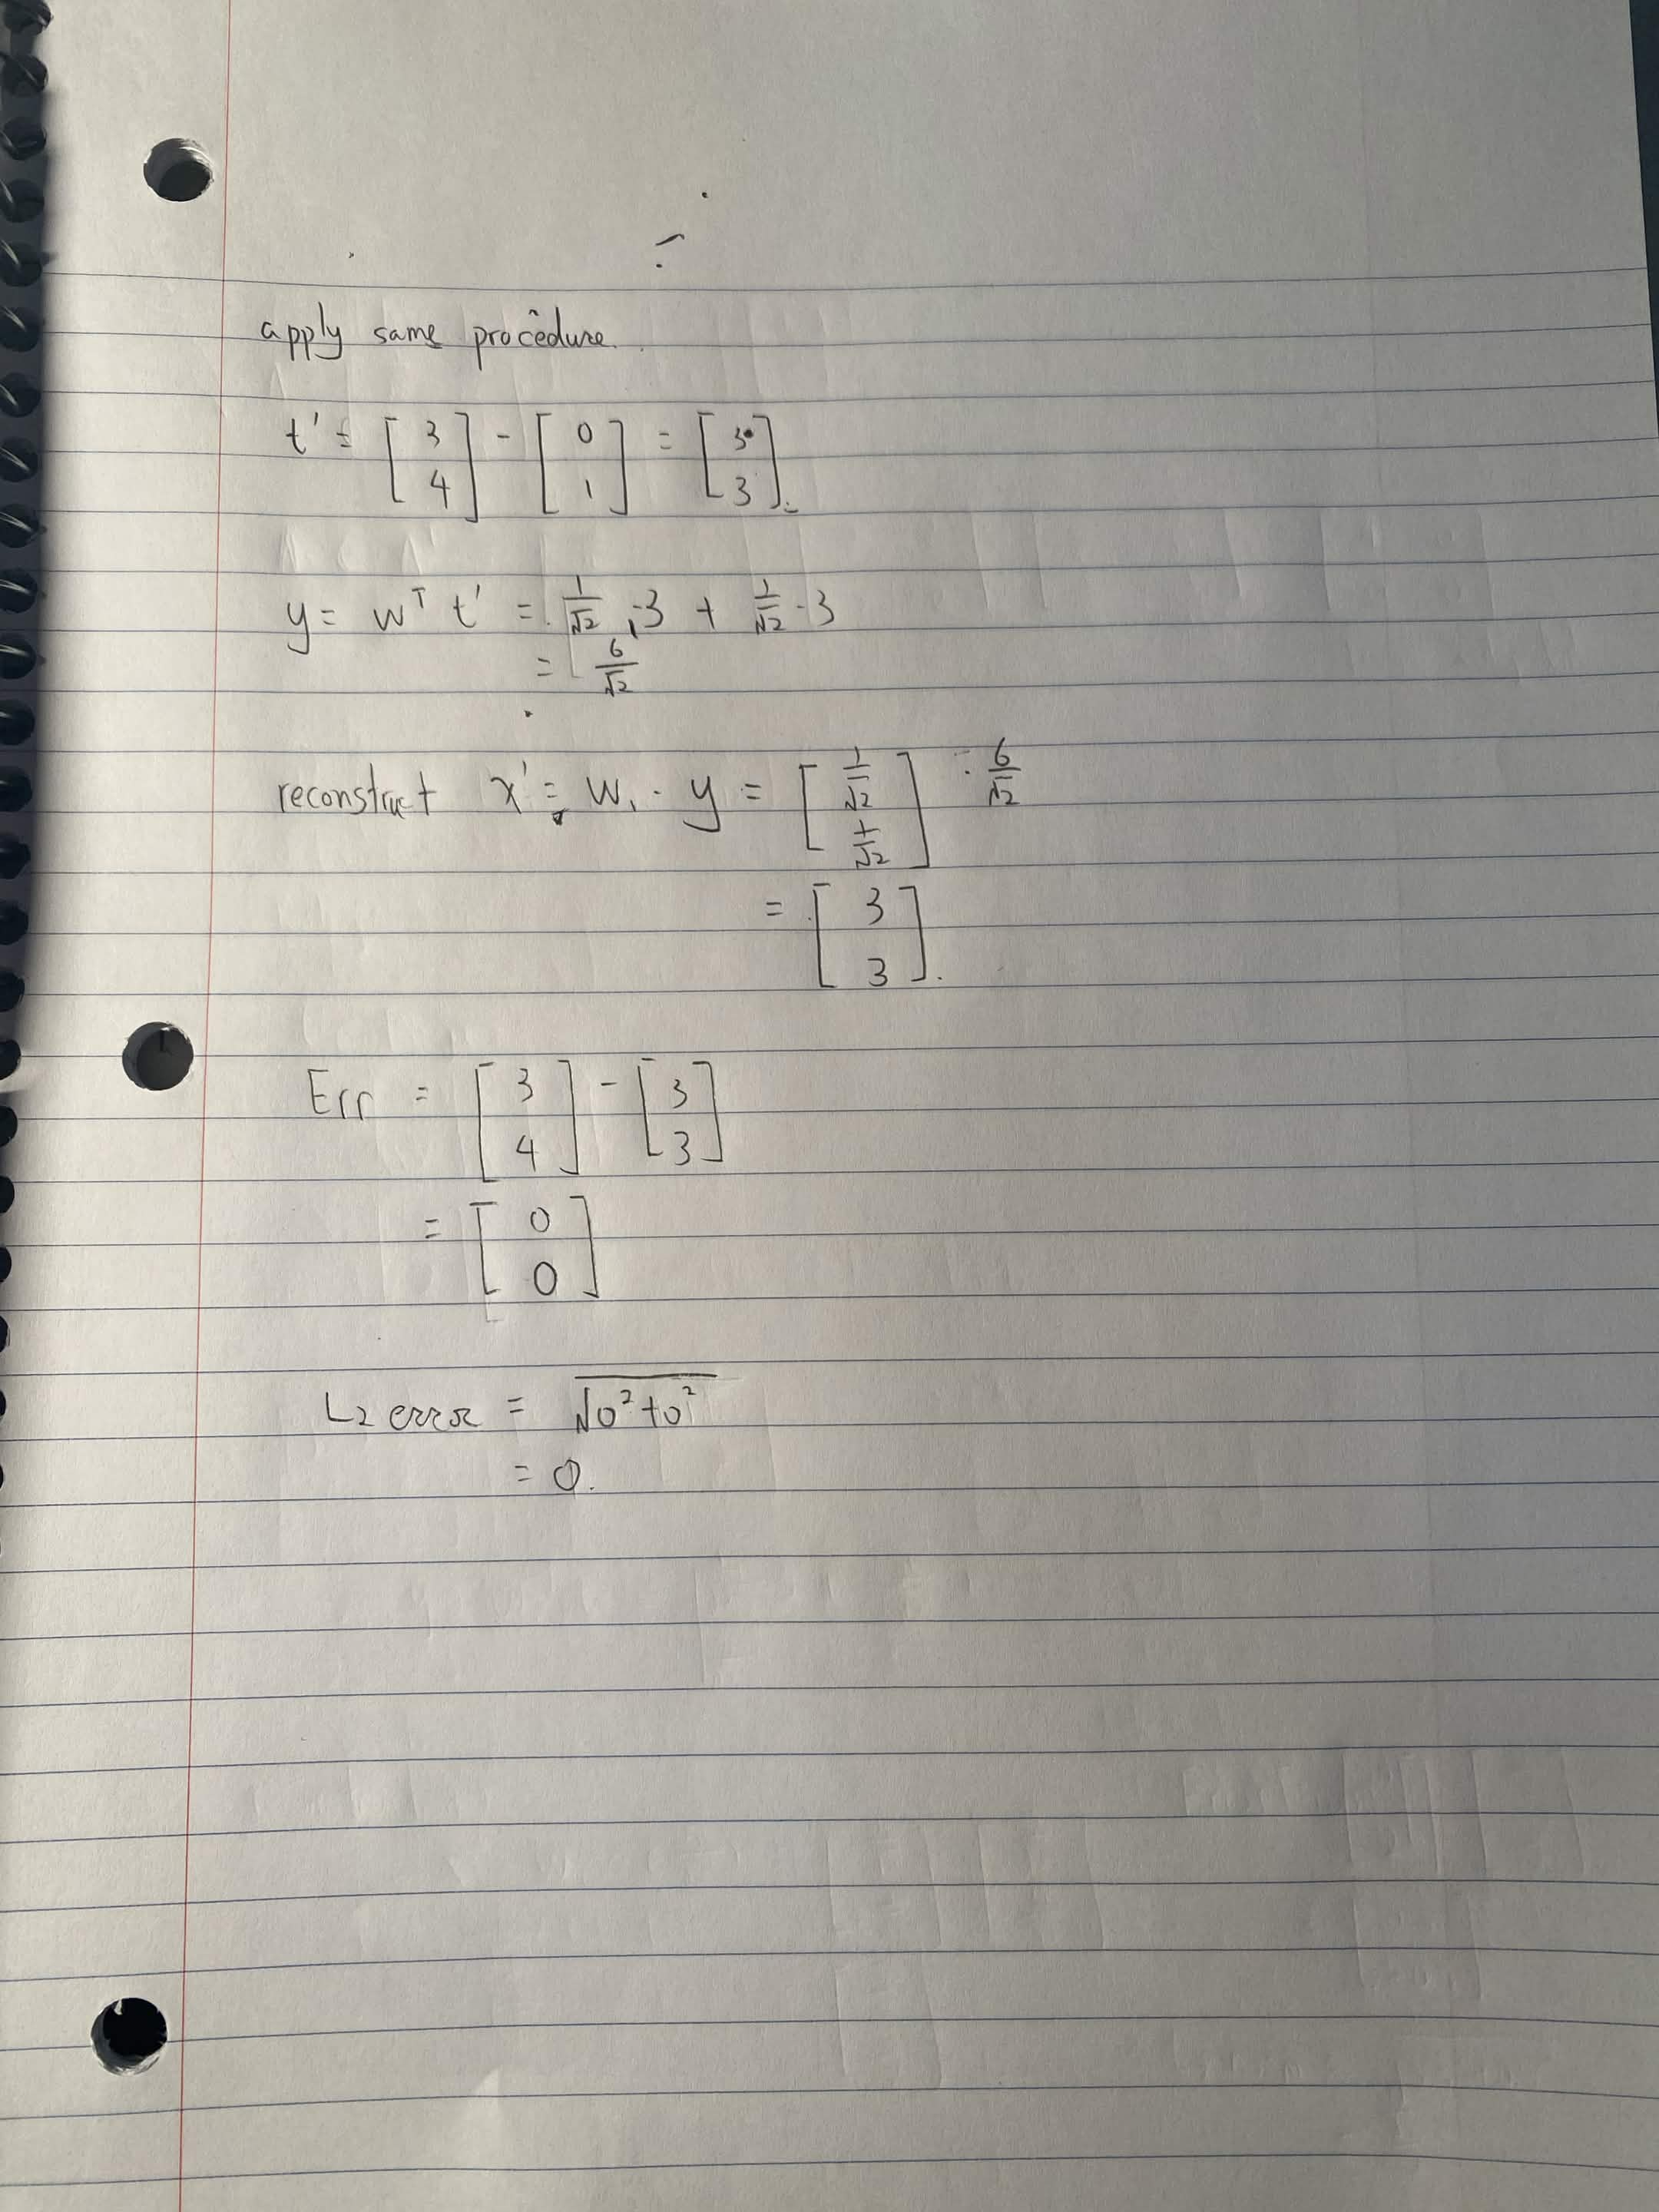 apply same procedure.
t' = [ 3 4 ] - [ 0 1 ] = [ 3 3 ].
y = w^T t' = 1/√2 · 3 + 1/√2 · 3
= 6/√2
reconstruct x' = w₁ · y = [ 1/√2 1/√2 ] · 6/√2
= [ 3 3 ].
Err = [ 3 4 ] - [ 3 3 ]
= [ 0 0 ]
L₂ error = √0²+0²
= 0.